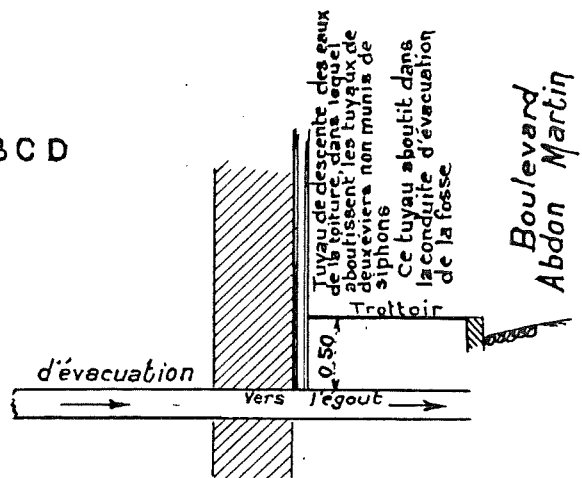 BCD
Tuyau de descente des eaux
de la toiture, dans lequel
aboutissent les tuyaux de
deux eviers non munis de
siphons
Ce tuyau aboutit dans
la conduite d'évacuation
de la fosse
Boulevard
Abdon Martin
Trottoir
0.50
d'évacuation
Vers l'égout